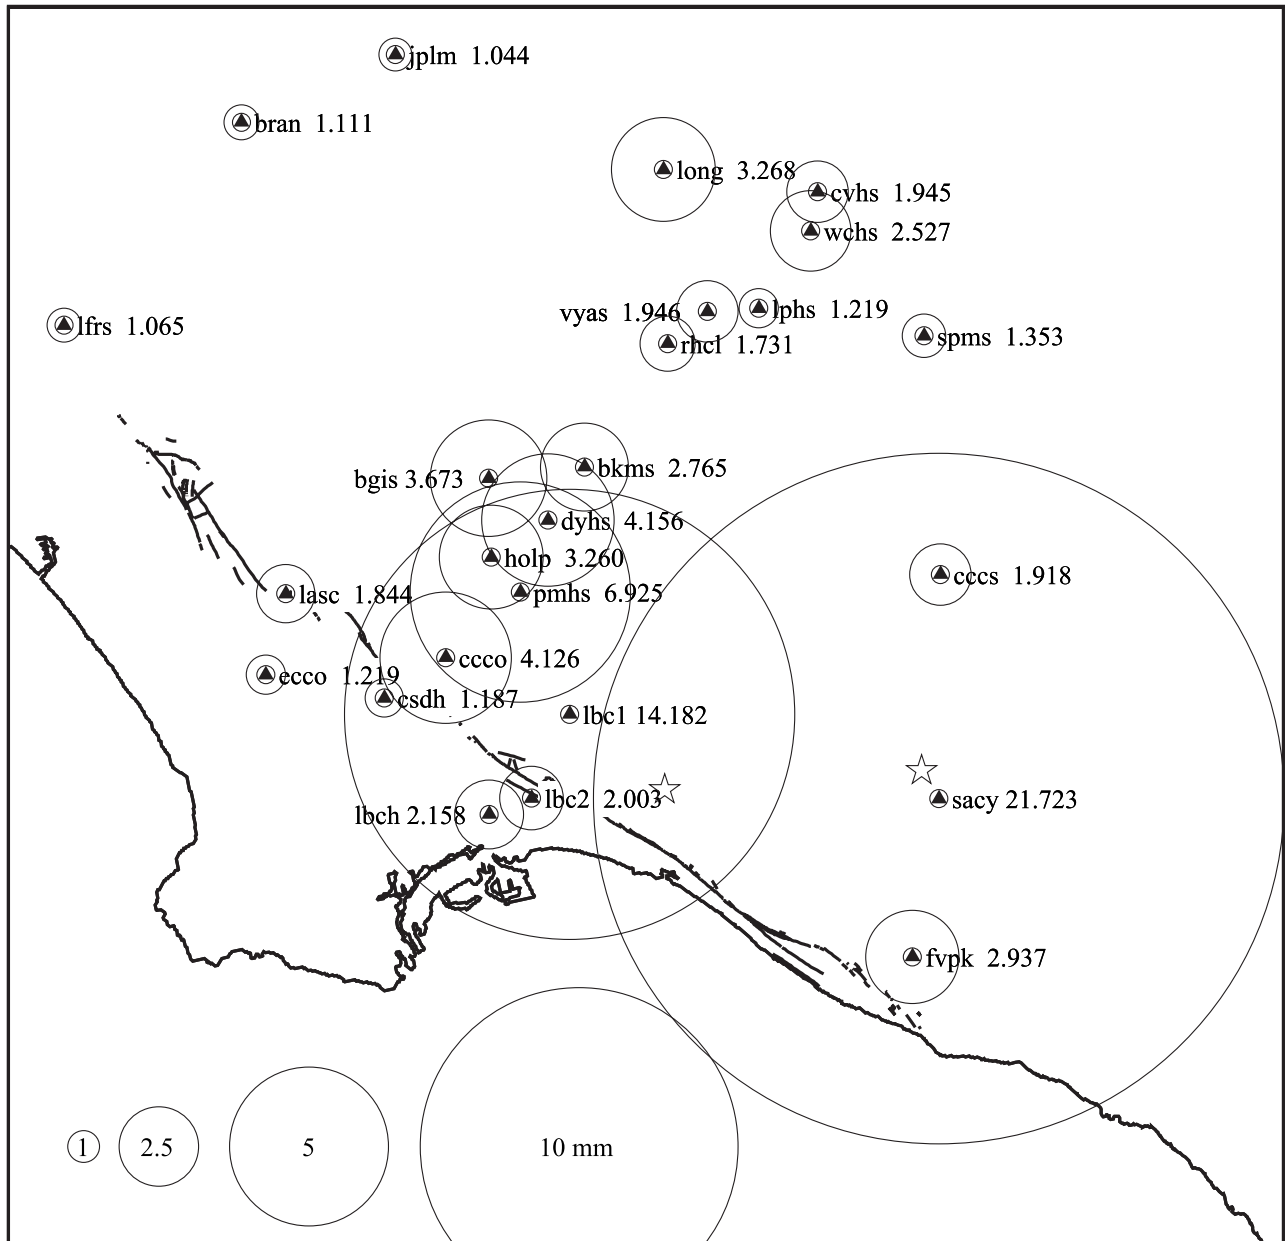 jplm 1.044
bran 1.111
long 3.268
cvhs 1.945
wchs 2.527
vyas 1.946
lphs 1.219
lfrs 1.065
rhcl 1.731
spms 1.353
bgis 3.673
bkms 2.765
dyhs 4.156
holp 3.260
cccs 1.918
lasc 1.844
pmhs 6.925
ccco 4.126
ecco 1.219
csdh 1.187
lbc1 14.182
lbc2 2.003
sacy 21.723
lbch 2.158
fvpk 2.937
1
2.5
5
10 mm